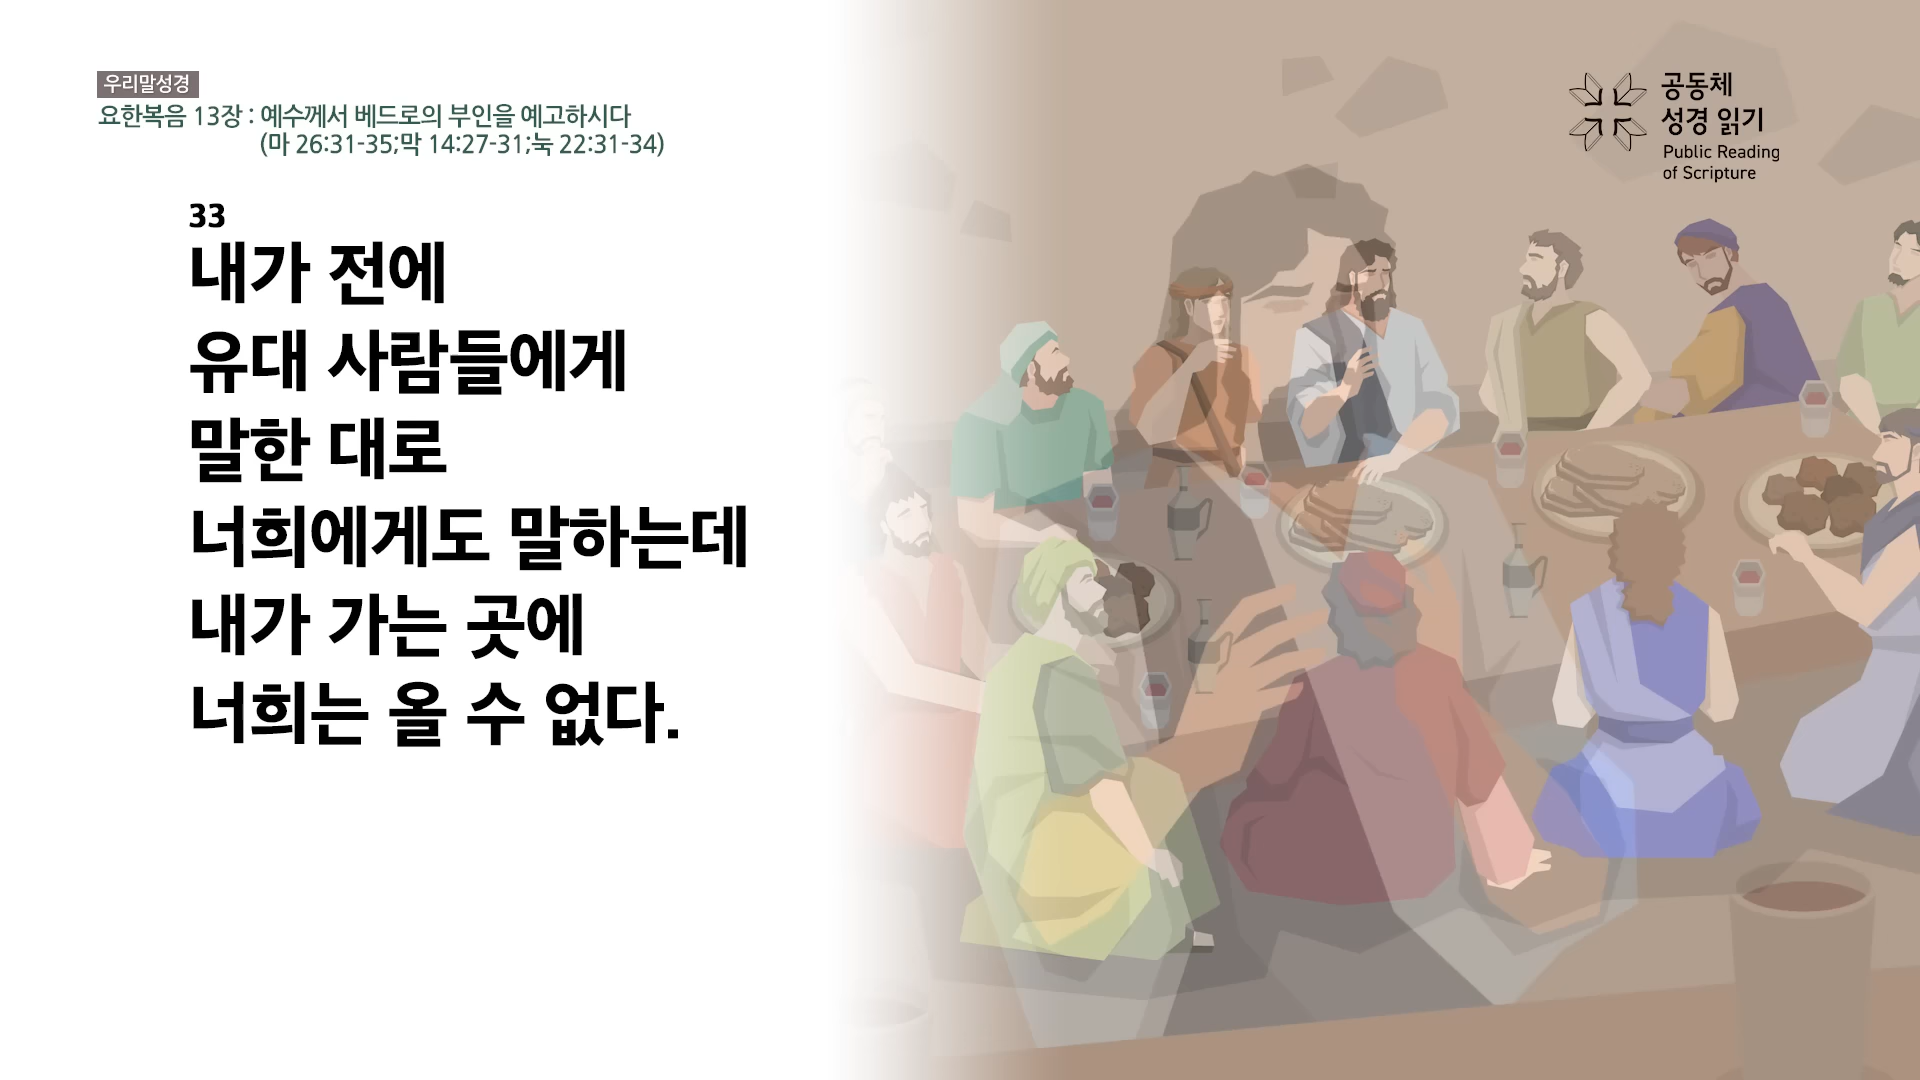 우리말성경
요한복음 13장 : 예수께서 베드로의 부인을 예고하시다
(마 26:31-35;막 14:27-31;눅 22:31-34)
33
내가 전에
유대 사람들에게
말한 대로
너희에게도 말하는데
내가 가는 곳에
너희는 올 수 없다.
공동체
성경 읽기
Public Reading
of Scripture